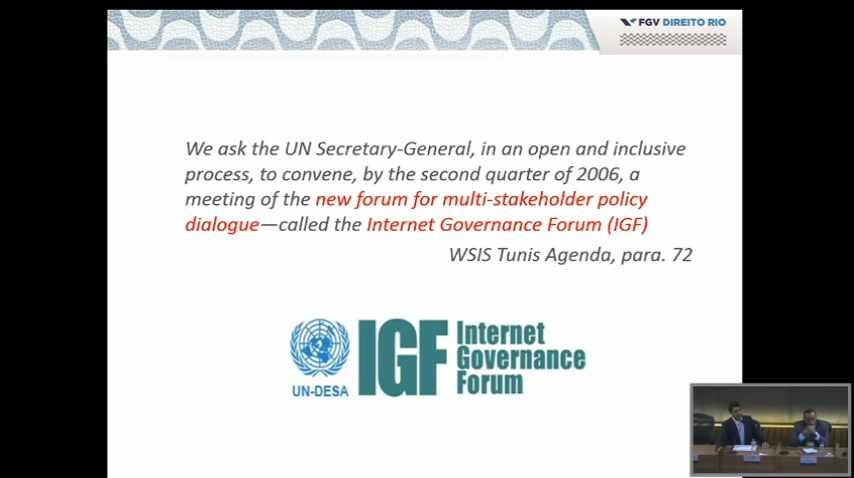 FGV DIREITO RIO
We ask the UN Secretary-General, in an open and inclusive
process, to convene, by the second quarter of 2006, a
meeting of the new forum for multi-stakeholder policy
dialogue—called the Internet Governance Forum (IGF)
WSIS Tunis Agenda, para. 72
UN-DESA
IGF
Internet
Governance
Forum